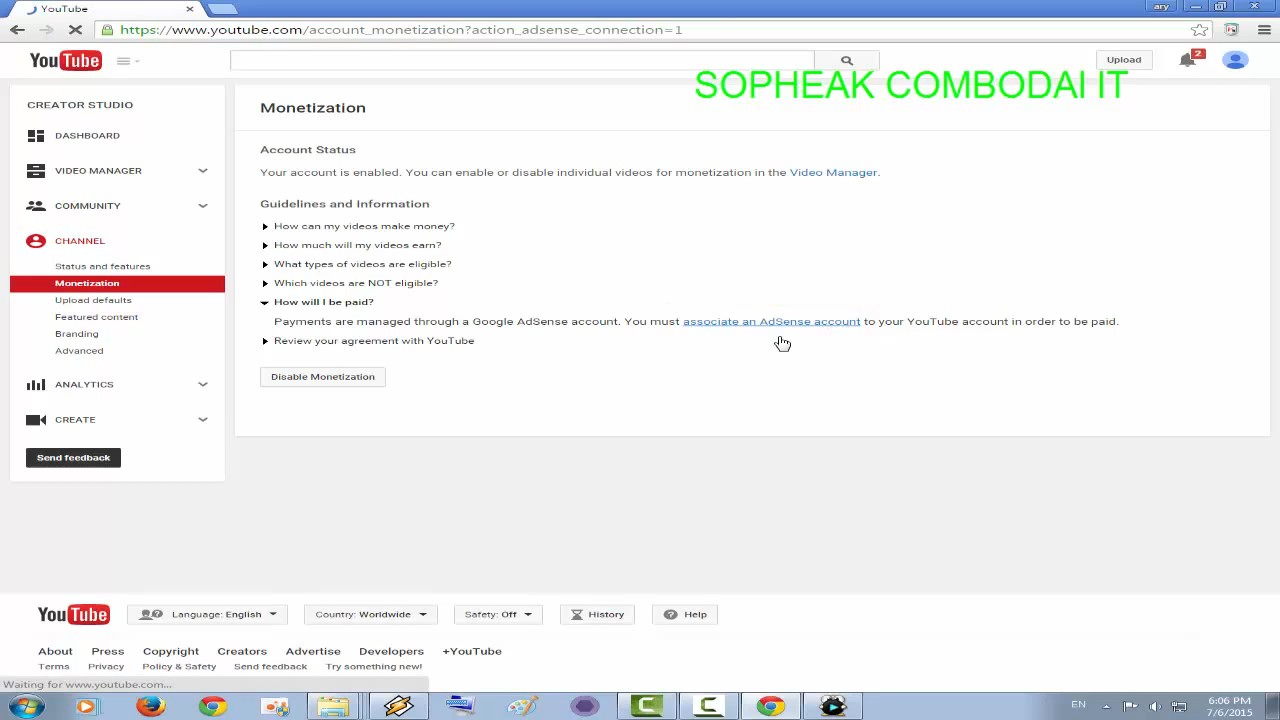 YouTube
ary
https://www.youtube.com/account_monetization?action_adsense_connection=1
YouTube
Upload
2
SOPHEAK COMBODAI IT
CREATOR STUDIO
DASHBOARD
VIDEO MANAGER
COMMUNITY
CHANNEL
Status and features
Monetization
Upload defaults
Featured content
Branding
Advanced
ANALYTICS
CREATE
Send feedback
Monetization
Account Status
Your account is enabled. You can enable or disable individual videos for monetization in the Video Manager.
Guidelines and Information
How can my videos make money?
How much will my videos earn?
What types of videos are eligible?
Which videos are NOT eligible?
How will I be paid?
Payments are managed through a Google AdSense account. You must associate an AdSense account to your YouTube account in order to be paid.
Review your agreement with YouTube
Disable Monetization
YouTube
Language: English
Country: Worldwide
Safety: Off
History
Help
About Press Copyright Creators Advertise Developers +YouTube
Terms Privacy Policy & Safety Send feedback Try something new!
Waiting for www.youtube.com...
EN
6:06 PM
7/6/2015